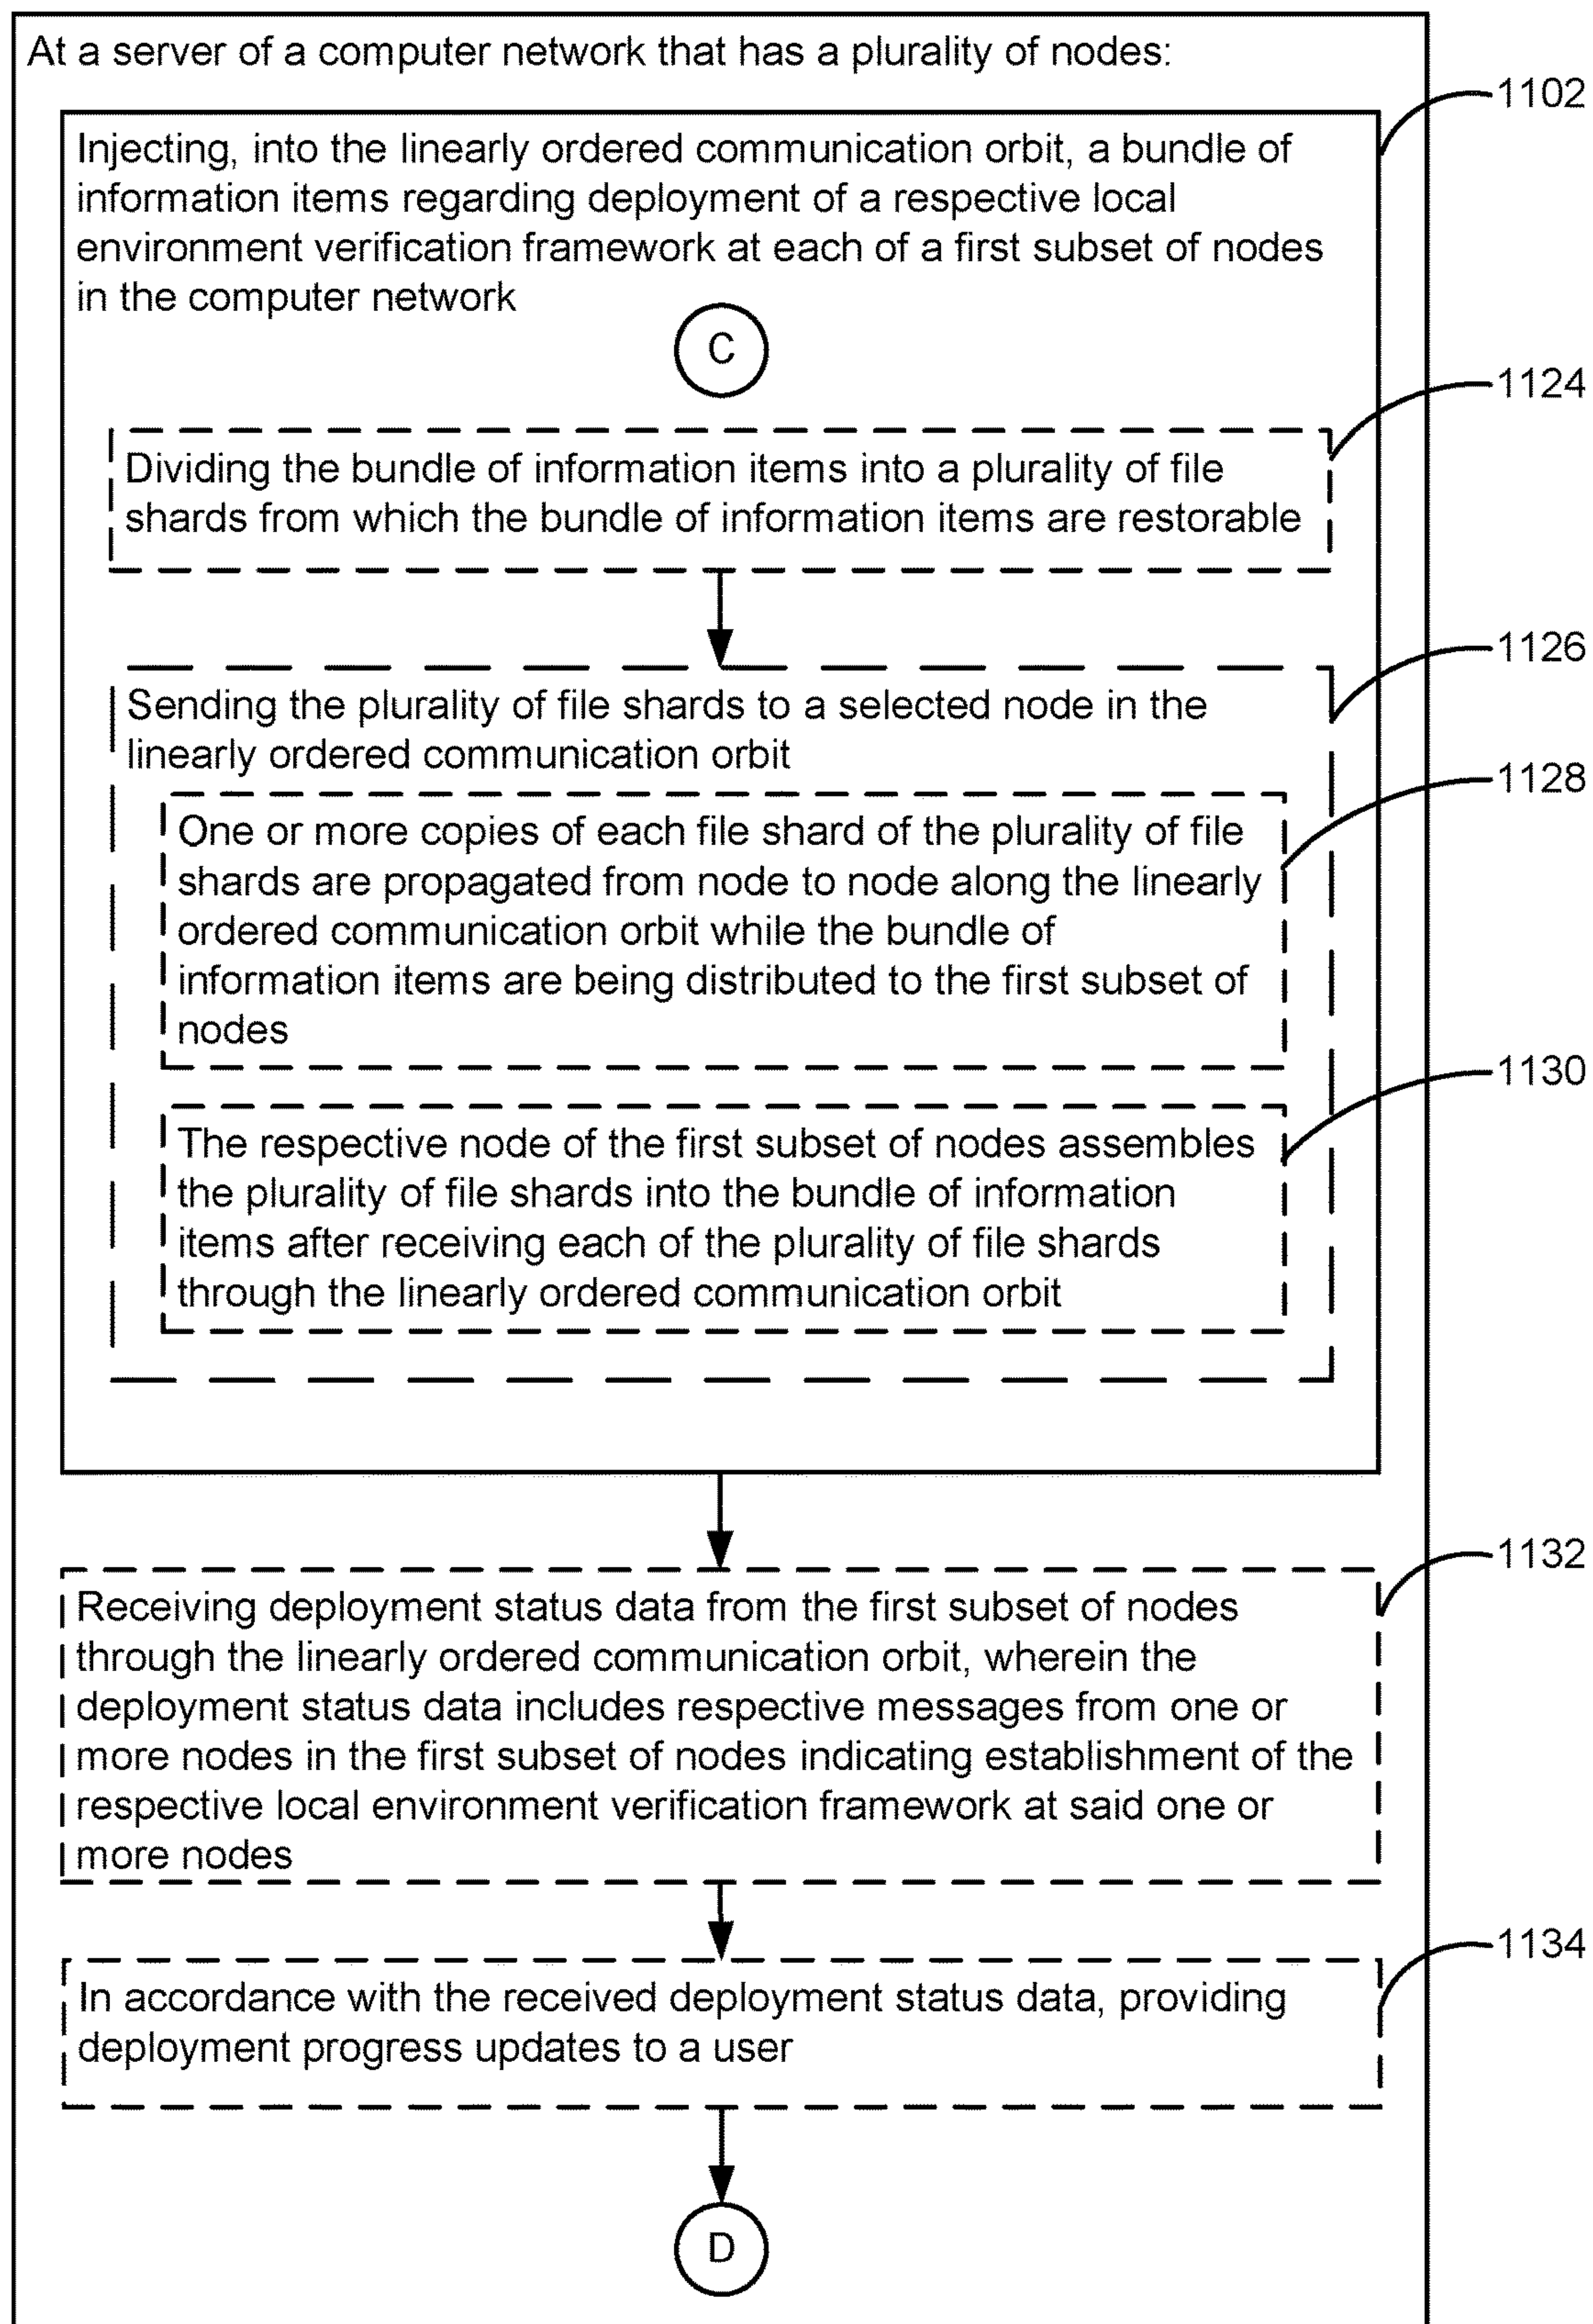 At a server of a computer network that has a plurality of nodes:
1102
Injecting, into the linearly ordered communication orbit, a bundle of
information items regarding deployment of a respective local
environment verification framework at each of a first subset of nodes
in the computer network
C
1124
Dividing the bundle of information items into a plurality of file
shards from which the bundle of information items are restorable
1126
Sending the plurality of file shards to a selected node in the
linearly ordered communication orbit
1128
One or more copies of each file shard of the plurality of file
shards are propagated from node to node along the linearly
ordered communication orbit while the bundle of
information items are being distributed to the first subset of
nodes
1130
The respective node of the first subset of nodes assembles
the plurality of file shards into the bundle of information
items after receiving each of the plurality of file shards
through the linearly ordered communication orbit
1132
Receiving deployment status data from the first subset of nodes
through the linearly ordered communication orbit, wherein the
deployment status data includes respective messages from one or
more nodes in the first subset of nodes indicating establishment of the
respective local environment verification framework at said one or
more nodes
1134
In accordance with the received deployment status data, providing
deployment progress updates to a user
D